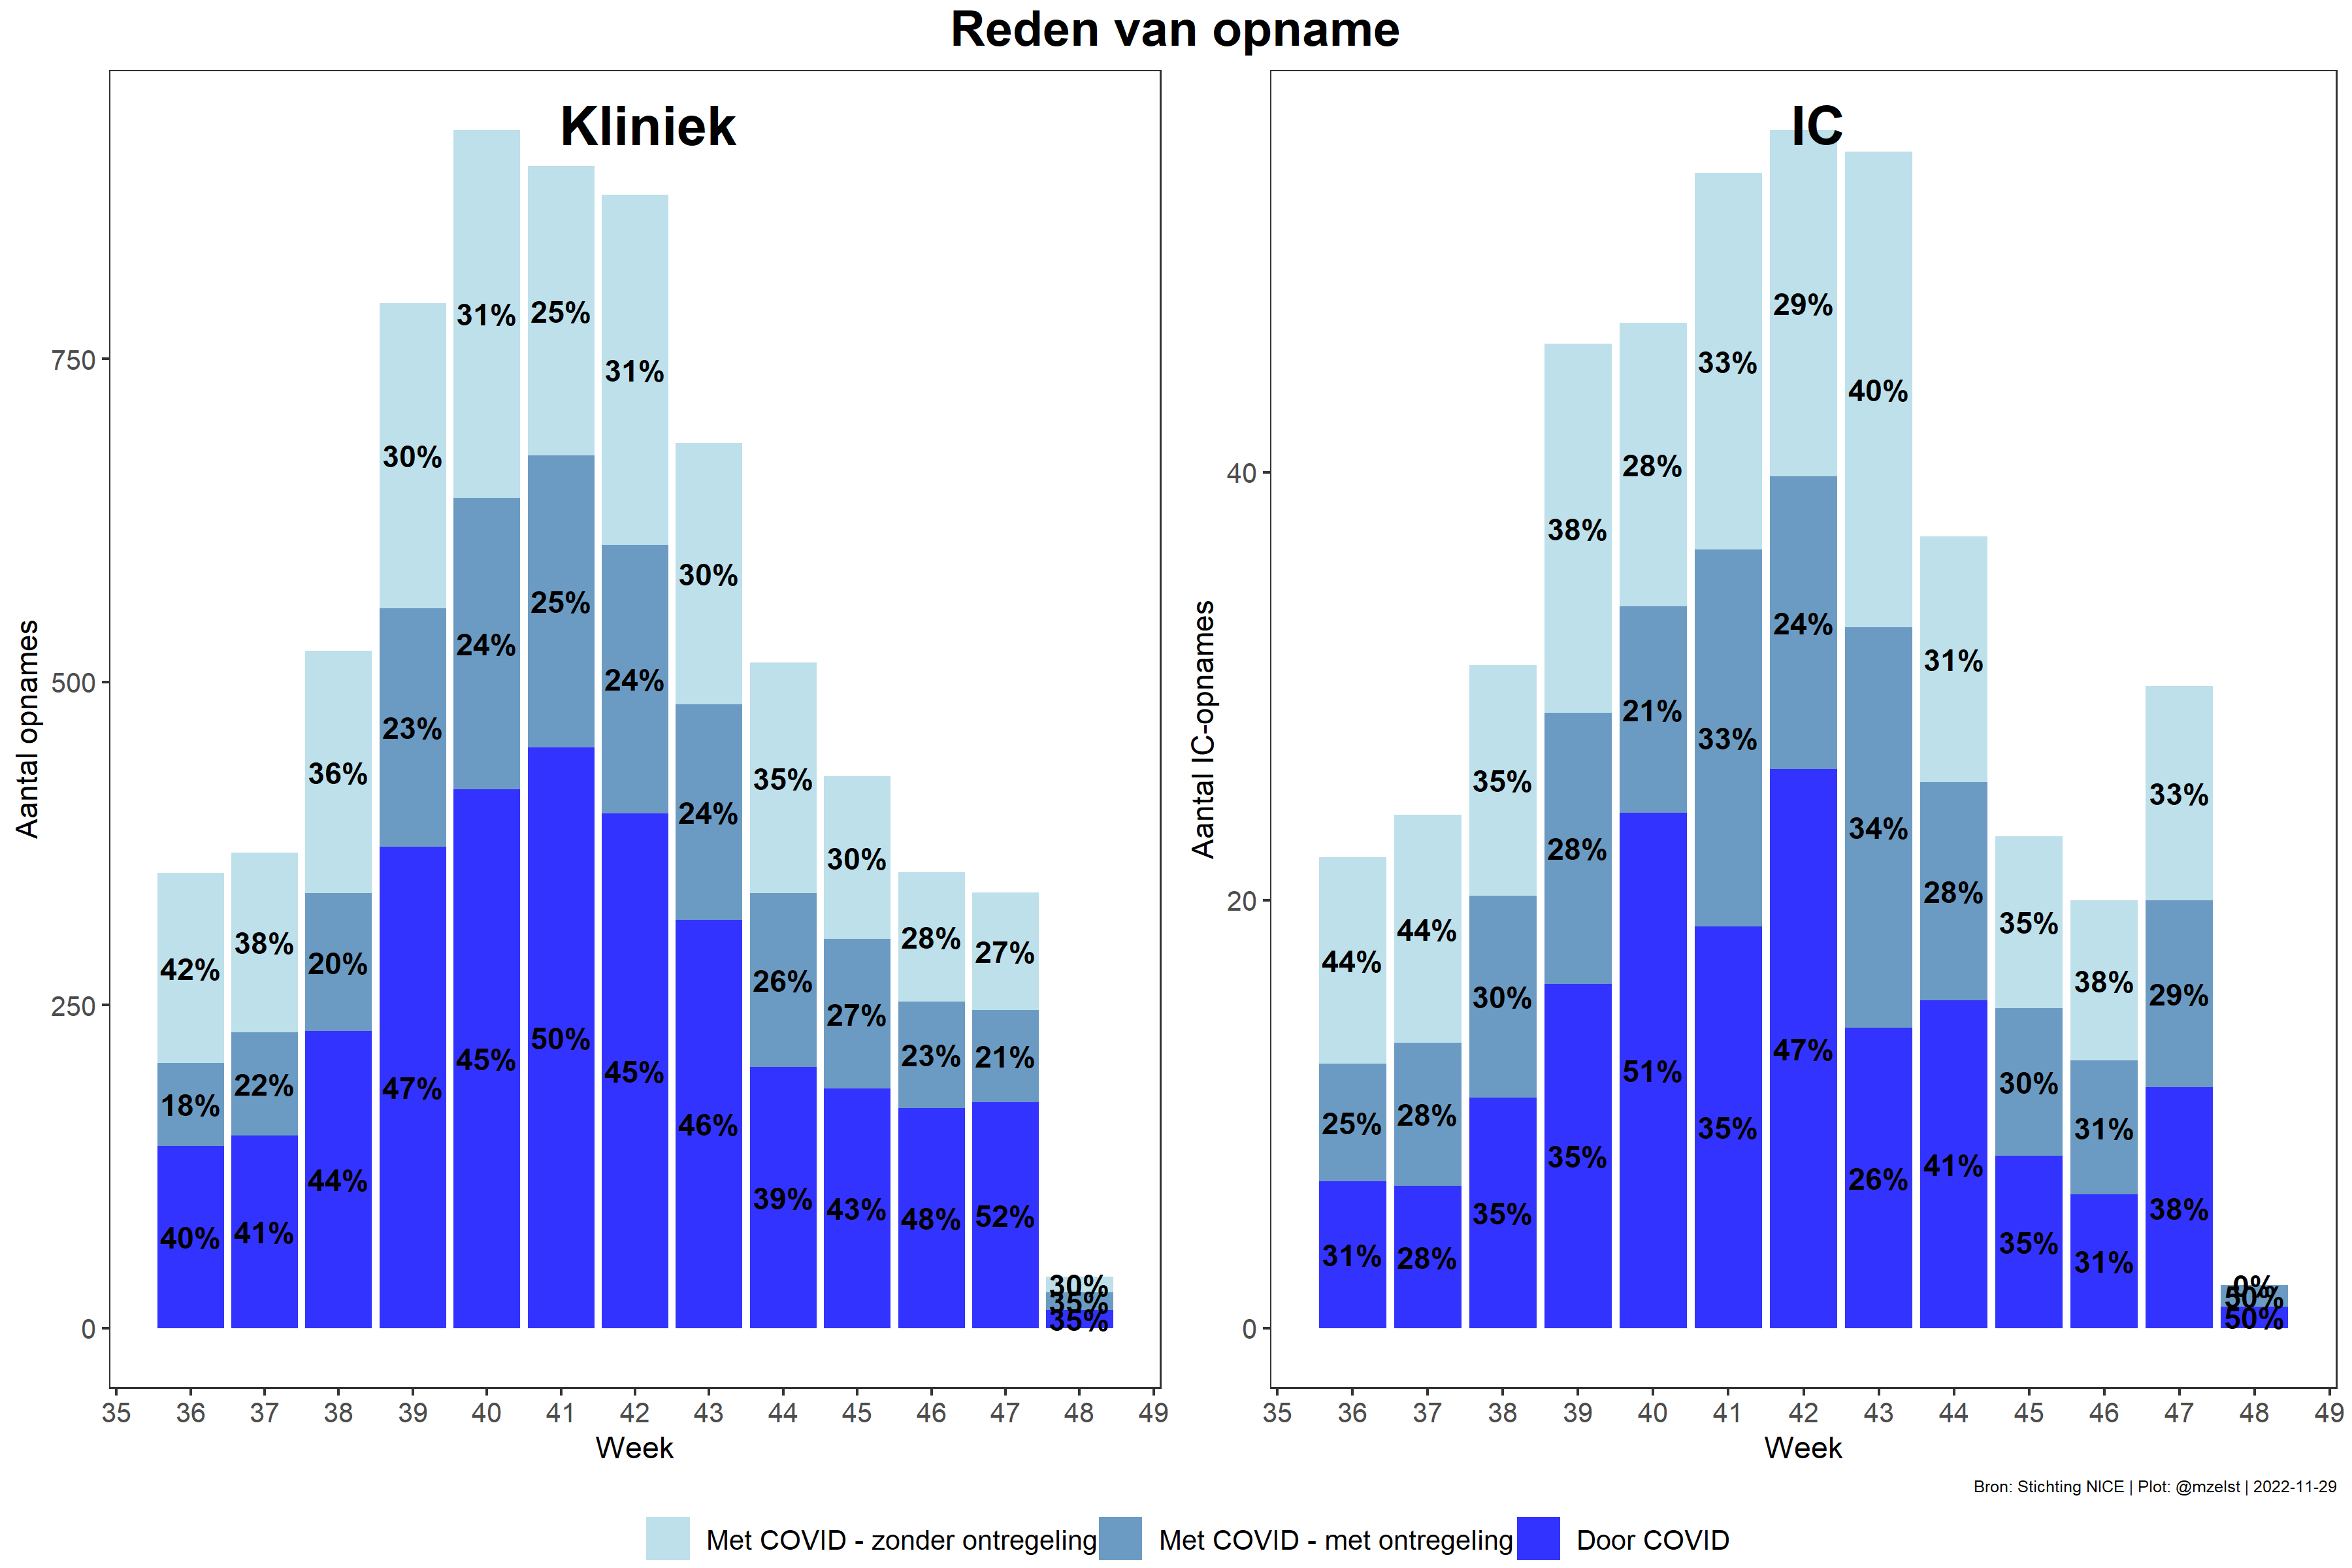 Reden van opname
Kliniek
Aantal opnames
750
500
250
0
31% 25% 31%
30% 30%
36% 35% 30% 28% 27%
42% 38%
24% 25% 24%
23% 24%
20% 26% 27% 23% 21%
18% 22%
47% 45% 50% 45% 46%
40% 41% 44% 39% 43% 48% 52%
30%
35%
35%
35 36 37 38 39 40 41 42 43 44 45 46 47 48 49
Week
IC
Aantal IC-opnames
40
20
0
44% 44% 35% 38% 28% 33% 29% 40% 31% 35% 38% 33% 0%
25% 28% 30% 28% 21% 33% 24% 34% 28% 30% 31% 29% 50%
31% 28% 35% 35% 51% 35% 47% 26% 41% 35% 31% 38% 50%
35 36 37 38 39 40 41 42 43 44 45 46 47 48 49
Week
Bron: Stichting NICE | Plot: @mzelst | 2022-11-29
Met COVID - zonder ontregeling Met COVID - met ontregeling Door COVID